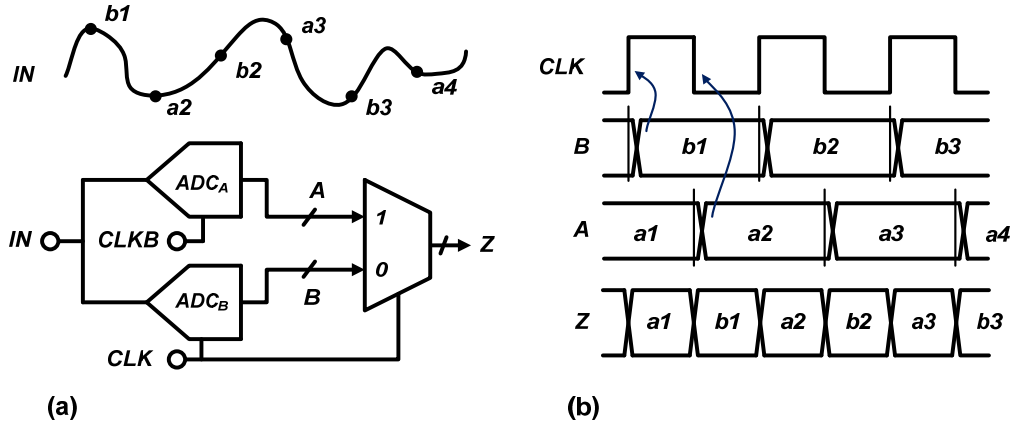 b1
a3
IN
b2
a2
b3
a4
ADCA
A
1
IN
CLKB
Z
0
ADCB
B
CLK
(a)
CLK
B b1 b2 b3
A a1 a2 a3 a4
Z a1 b1 a2 b2 a3 b3
(b)